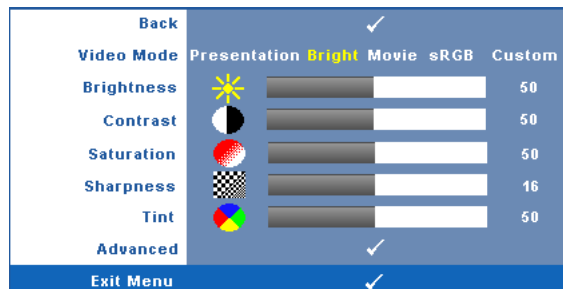 Back
Video Mode Presentation Bright Movie sRGB Custom
Brightness 50
Contrast 50
Saturation 50
Sharpness 16
Tint 50
Advanced
Exit Menu